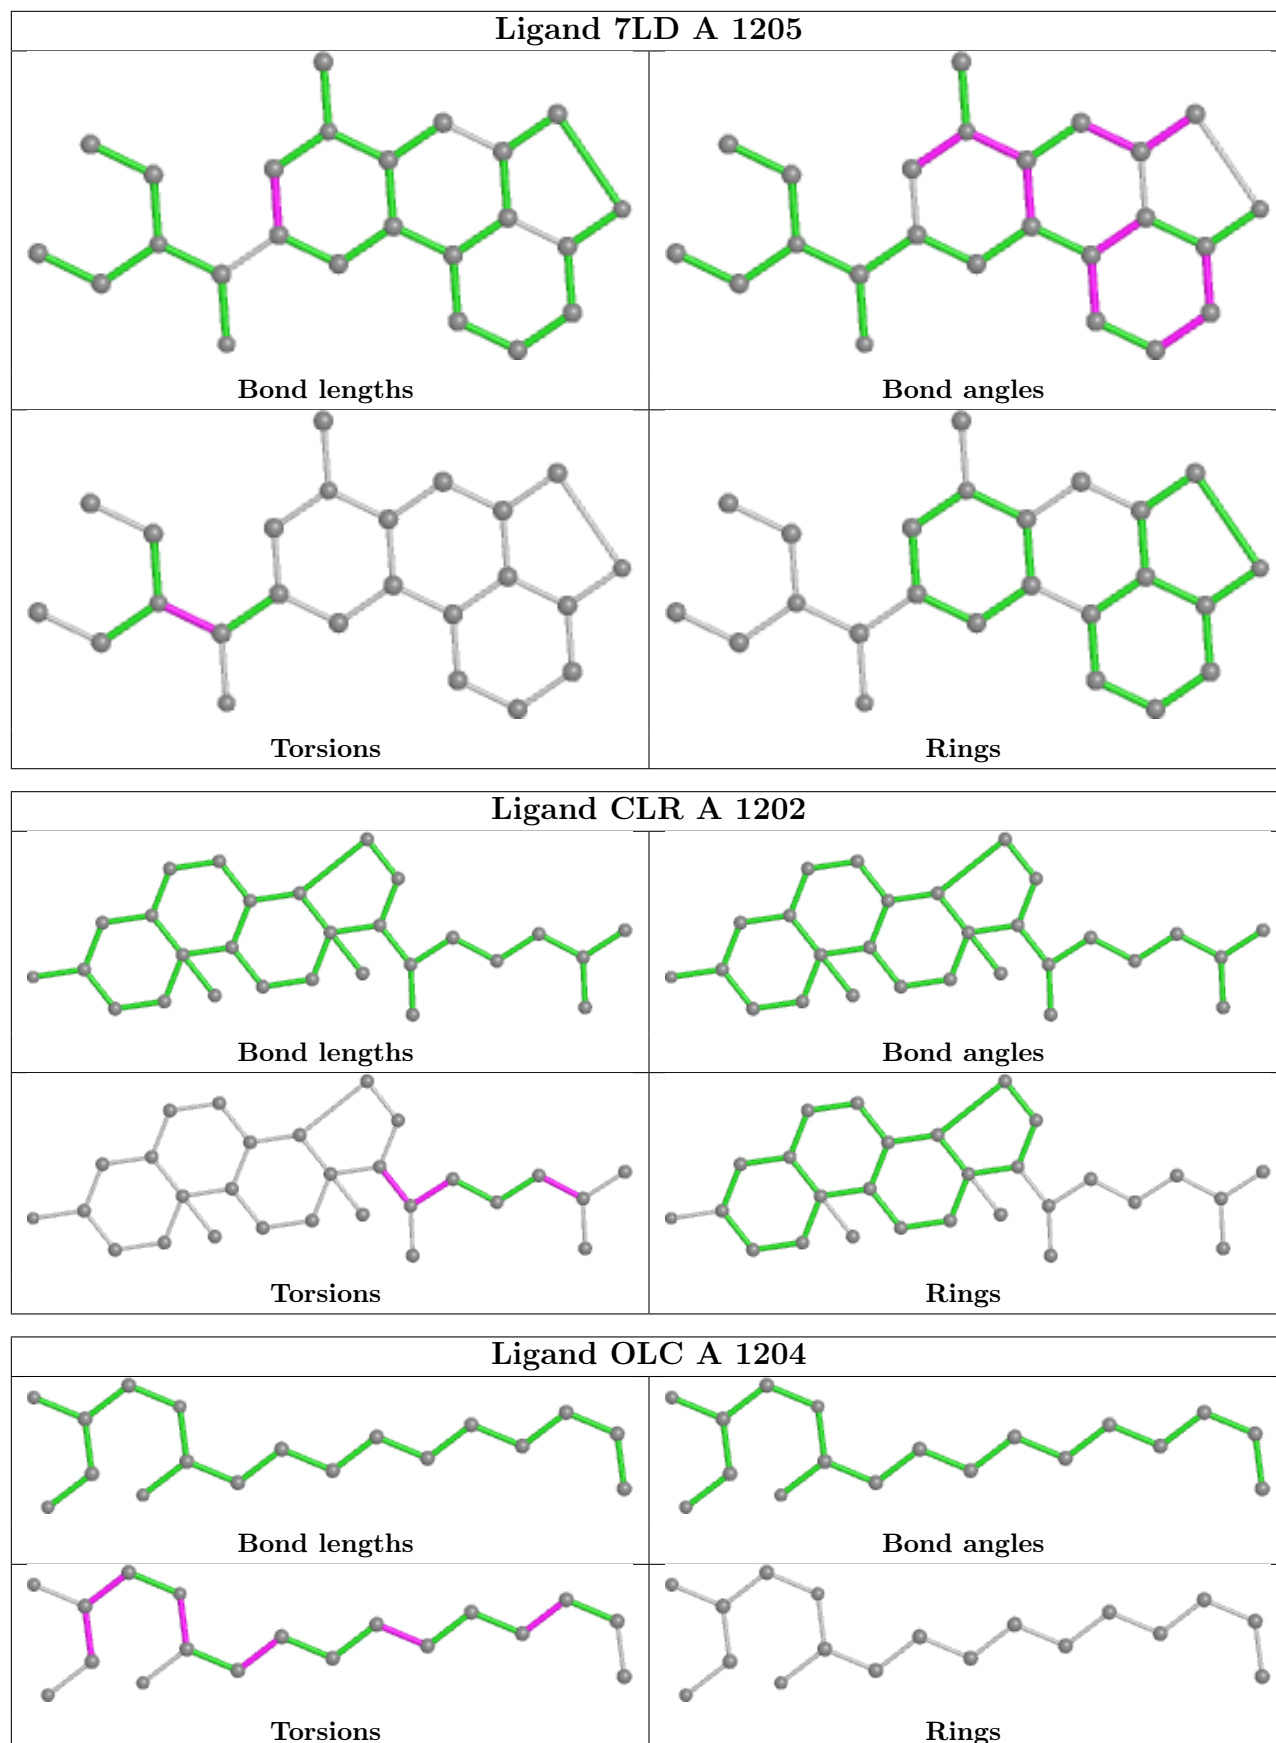 Ligand 7LD A 1205
Bond lengths
Bond angles
Torsions
Rings
Ligand CLR A 1202
Bond lengths
Bond angles
Torsions
Rings
Ligand OLC A 1204
Bond lengths
Bond angles
Torsions
Rings